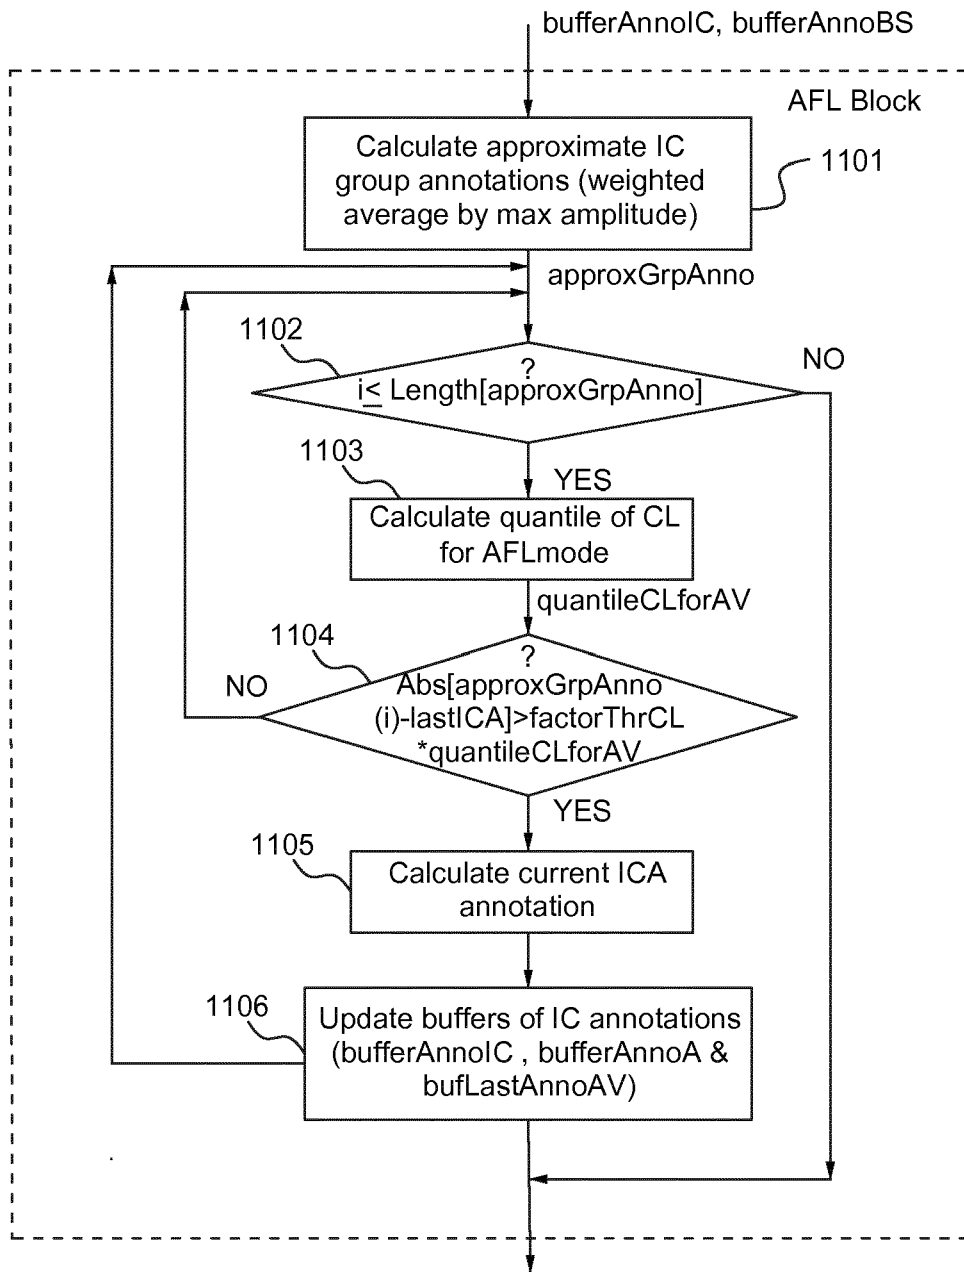 bufferAnnoIC, bufferAnnoBS
AFL Block
Calculate approximate IC
group annotations (weighted
average by max amplitude)
1101
approxGrpAnno
1102
?
i≤ Length[approxGrpAnno]
NO
1103
YES
Calculate quantile of CL
for AFLmode
quantileCLforAV
1104
?
NO
Abs[approxGrpAnno
(i)-lastICA]>factorThrCL
*quantileCLforAV
YES
1105
Calculate current ICA
annotation
1106
Update buffers of IC annotations
(bufferAnnoIC , bufferAnnoA &
bufLastAnnoAV)